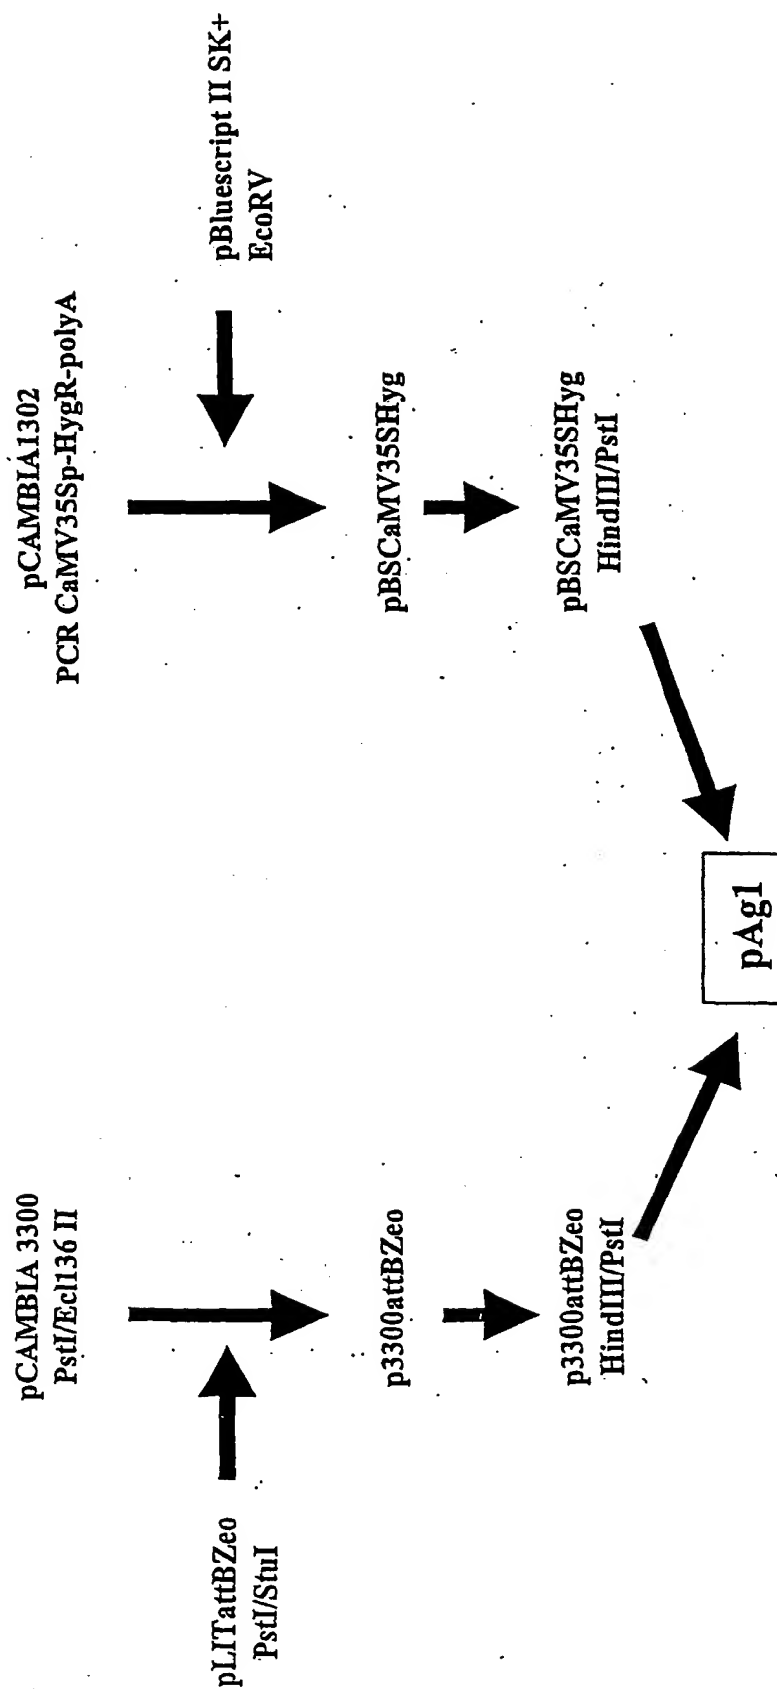 pCAMBIA 3300
PstI/Ecl136 II
pLITattBZeo
PstI/StuI
p3300attBZeo
p3300attBZeo
HindIII/PstI
pCAMBIA1302
PCR CaMV35Sp-HygR-polyA
pBluescript II SK+
EcoRV
pBSCaMV35SHyg
pBSCaMV35SHyg
HindIII/PstI
pAg1